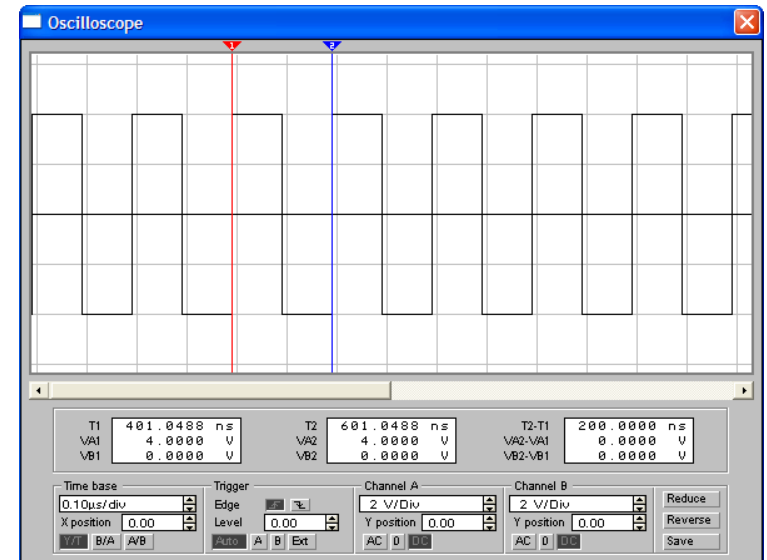 Oscilloscope
1 2
T1 401.0488 ns T2 601.0488 ns T2-T1 200.0000 ns
VA1 4.0000 V VA2 4.0000 V VA2-VA1 0.0000 V
VB1 0.0000 V VB2 0.0000 V VB2-VB1 0.0000 V
Time base Trigger Channel A Channel B
0.10µs/div Edge 2 V/Div 2 V/Div Reduce
X position 0.00 Level 0.00 Y position 0.00 Y position 0.00 Reverse
Y/T B/A A/B Auto A B Ext AC 0 DC AC 0 DC Save